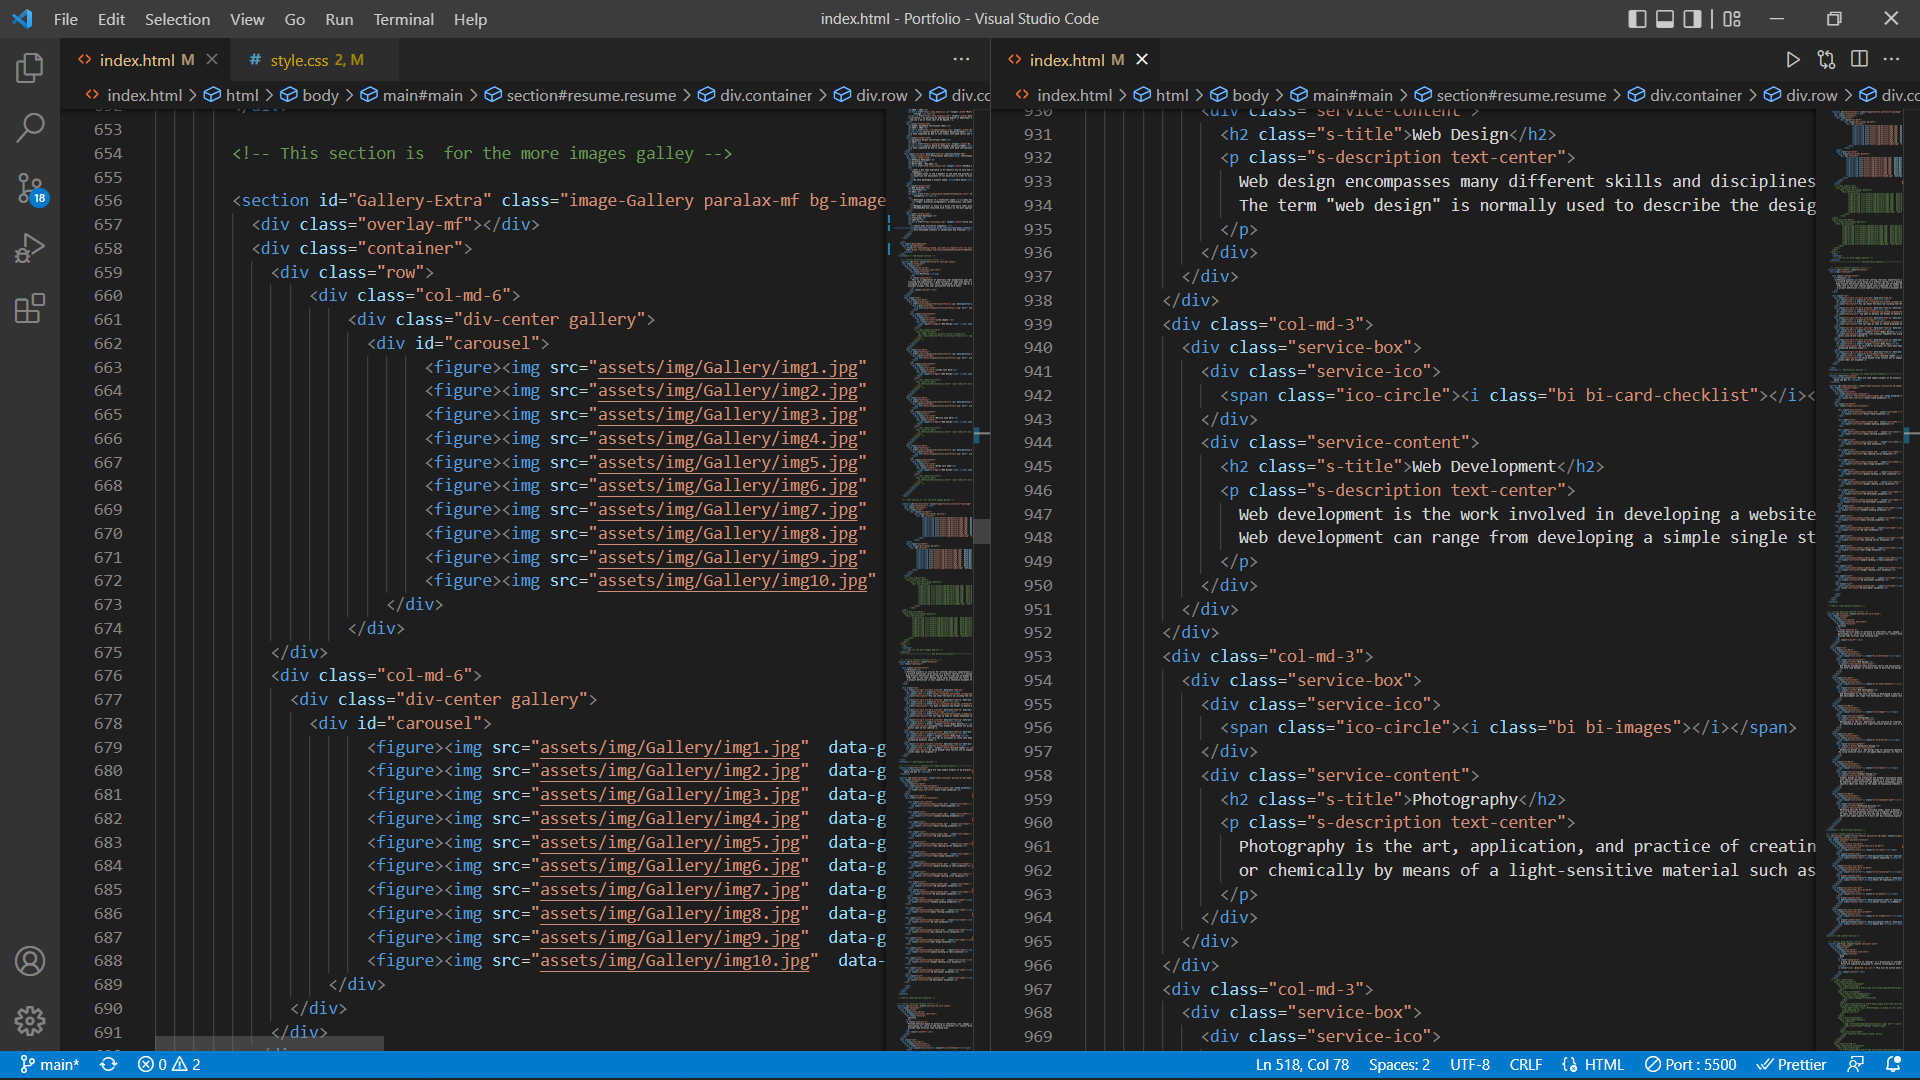 File Edit Selection View Go Run Terminal Help
index.html - Portfolio - Visual Studio Code
index.html M
# style.css 2, M
index.html > html > body > main#main > section#resume.resume > div.container > div.row > div.cc
653
654 <!-- This section is  for the more images galley -->
655
656 <section id="Gallery-Extra" class="image-Gallery paralax-mf bg-image
657 <div class="overlay-mf"></div>
658 <div class="container">
659 <div class="row">
660 <div class="col-md-6">
661 <div class="div-center gallery">
662 <div id="carousel">
663 <figure><img src="assets/img/Gallery/img1.jpg"
664 <figure><img src="assets/img/Gallery/img2.jpg"
665 <figure><img src="assets/img/Gallery/img3.jpg"
666 <figure><img src="assets/img/Gallery/img4.jpg"
667 <figure><img src="assets/img/Gallery/img5.jpg"
668 <figure><img src="assets/img/Gallery/img6.jpg"
669 <figure><img src="assets/img/Gallery/img7.jpg"
670 <figure><img src="assets/img/Gallery/img8.jpg"
671 <figure><img src="assets/img/Gallery/img9.jpg"
672 <figure><img src="assets/img/Gallery/img10.jpg"
673 </div>
674 </div>
675 </div>
676 <div class="col-md-6">
677 <div class="div-center gallery">
678 <div id="carousel">
679 <figure><img src="assets/img/Gallery/img1.jpg"  data-g
680 <figure><img src="assets/img/Gallery/img2.jpg"  data-g
681 <figure><img src="assets/img/Gallery/img3.jpg"  data-g
682 <figure><img src="assets/img/Gallery/img4.jpg"  data-g
683 <figure><img src="assets/img/Gallery/img5.jpg"  data-g
684 <figure><img src="assets/img/Gallery/img6.jpg"  data-g
685 <figure><img src="assets/img/Gallery/img7.jpg"  data-g
686 <figure><img src="assets/img/Gallery/img8.jpg"  data-g
687 <figure><img src="assets/img/Gallery/img9.jpg"  data-g
688 <figure><img src="assets/img/Gallery/img10.jpg"  data-
689 </div>
690 </div>
691 </div>
index.html M
index.html > html > body > main#main > section#resume.resume > div.container > div.row > div.cc
930 <div class="service-content">
931 <h2 class="s-title">Web Design</h2>
932 <p class="s-description text-center">
933 Web design encompasses many different skills and disciplines
934 The term "web design" is normally used to describe the desig
935 </p>
936 </div>
937 </div>
938 </div>
939 <div class="col-md-3">
940 <div class="service-box">
941 <div class="service-ico">
942 <span class="ico-circle"><i class="bi bi-card-checklist"></i><
943 </div>
944 <div class="service-content">
945 <h2 class="s-title">Web Development</h2>
946 <p class="s-description text-center">
947 Web development is the work involved in developing a website
948 Web development can range from developing a simple single st
949 </p>
950 </div>
951 </div>
952 </div>
953 <div class="col-md-3">
954 <div class="service-box">
955 <div class="service-ico">
956 <span class="ico-circle"><i class="bi bi-images"></i></span>
957 </div>
958 <div class="service-content">
959 <h2 class="s-title">Photography</h2>
960 <p class="s-description text-center">
961 Photography is the art, application, and practice of creatin
962 or chemically by means of a light-sensitive material such as
963 </p>
964 </div>
965 </div>
966 </div>
967 <div class="col-md-3">
968 <div class="service-box">
969 <div class="service-ico">
18
main* 0 2
Ln 518, Col 78 Spaces: 2 UTF-8 CRLF HTML Port : 5500 Prettier